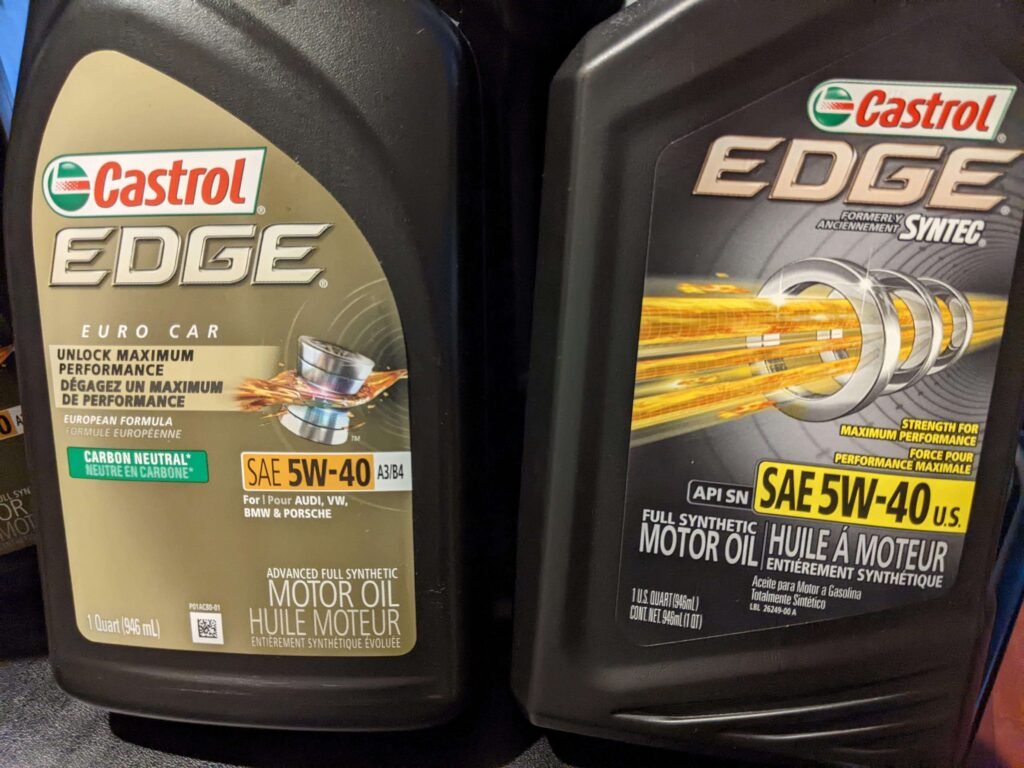 Castrol
EDGE
EURO CAR
UNLOCK MAXIMUM
PERFORMANCE
DÉGAGEZ UN MAXIMUM
DE PERFORMANCE
EUROPEAN FORMULA
FORMULE EUROPÉENNE
CARBON NEUTRAL*
NEUTRE EN CARBONE*
SAE 5W-40 A3/B4
For | Pour AUDI, VW,
BMW & PORSCHE
ADVANCED FULL SYNTHETIC
MOTOR OIL
HUILE MOTEUR
ENTIÈREMENT SYNTHÉTIQUE ÉVOLUÉE
P01AC80-01
1 Quart (946 mL)
Castrol
EDGE
FORMERLY
ANCIENNEMENT SYNTEC
STRENGTH FOR
MAXIMUM PERFORMANCE
FORCE POUR
PERFORMANCE MAXIMALE
API SN SAE 5W-40 U.S.
FULL SYNTHETIC
MOTOR OIL
HUILE Á MOTEUR
ENTIÈREMENT SYNTHÉTIQUE
Aceite para Motor a Gasolina
Totalmente Sintético
LBL 26249-00 A
1 U.S. QUART (946mL)
CONT. NET. 946mL (1 QT)